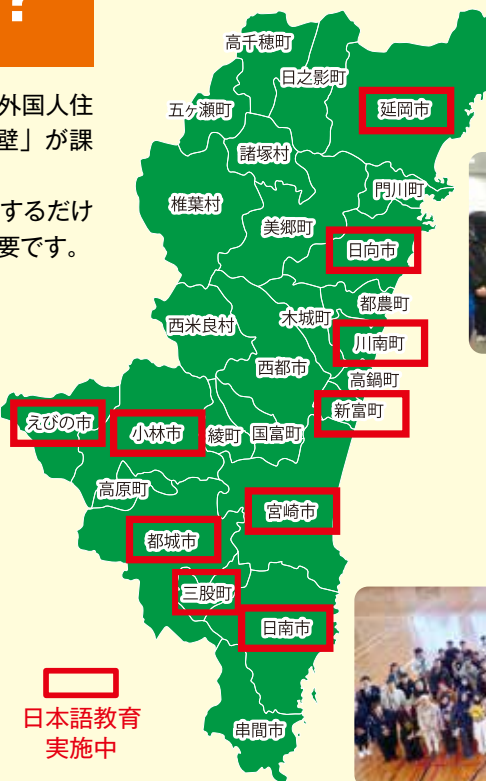 ?
外国人住
壁」が課
するだけ
要です。
高千穂町
日之影町
五ヶ瀬町
延岡市
諸塚村
門川町
椎葉村
美郷町
日向市
都農町
木城町
西米良村
川南町
西都市
高鍋町
新富町
えびの市
小林市
綾町
国富町
高原町
宮崎市
都城市
三股町
日南市
串間市
日本語教育
実施中